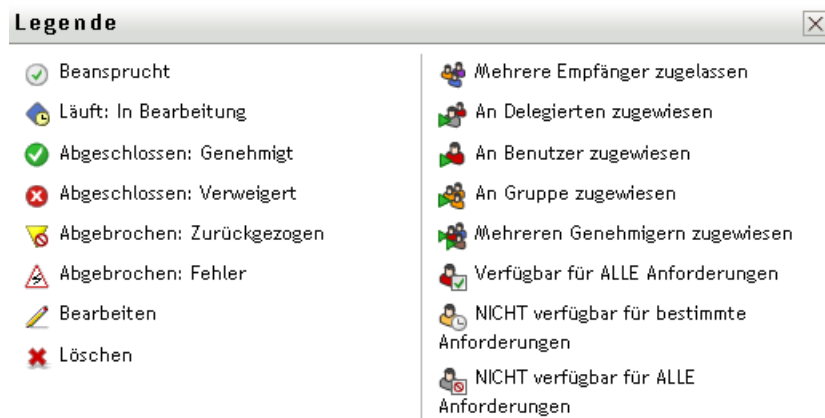 Legende
Beansprucht
Läuft: In Bearbeitung
Abgeschlossen: Genehmigt
Abgeschlossen: Verweigert
Abgebrochen: Zurückgezogen
Abgebrochen: Fehler
Bearbeiten
Löschen
Mehrere Empfänger zugelassen
An Delegierten zugewiesen
An Benutzer zugewiesen
An Gruppe zugewiesen
Mehreren Genehmigern zugewiesen
Verfügbar für ALLE Anforderungen
NICHT verfügbar für bestimmte
Anforderungen
NICHT verfügbar für ALLE
Anforderungen